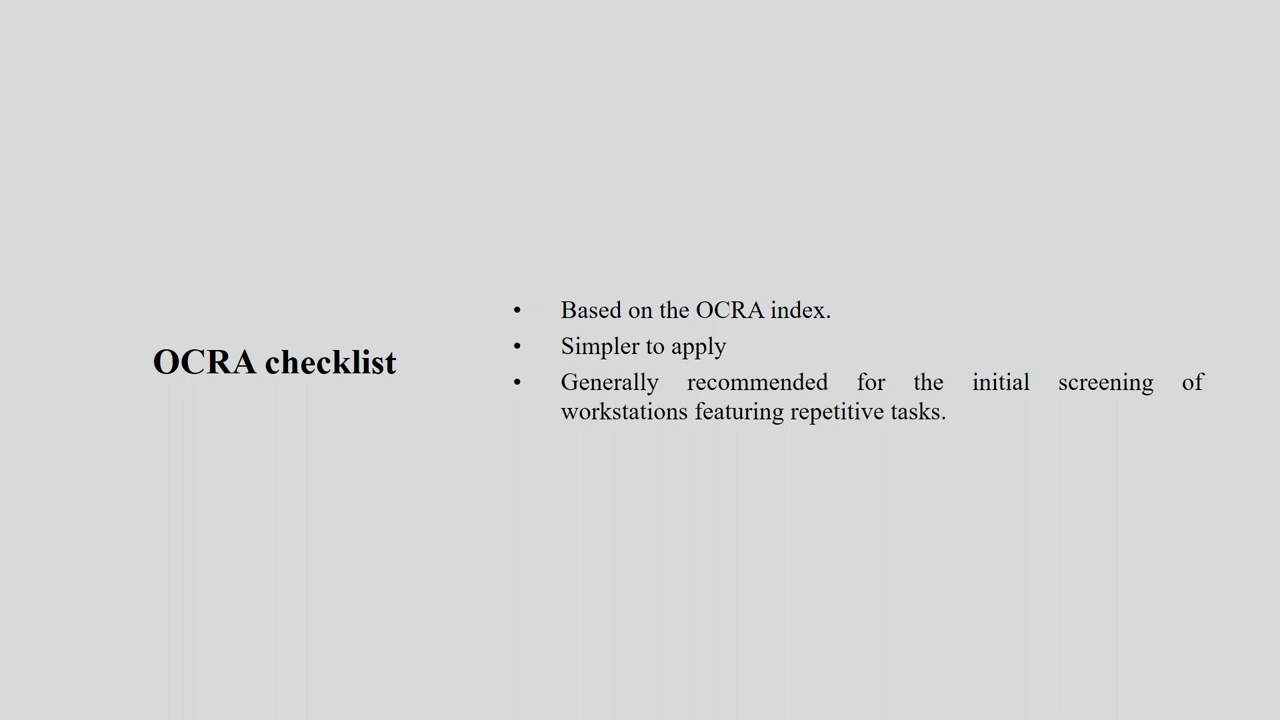 OCRA checklist
• Based on the OCRA index.
• Simpler to apply
• Generally recommended for the initial screening of
workstations featuring repetitive tasks.